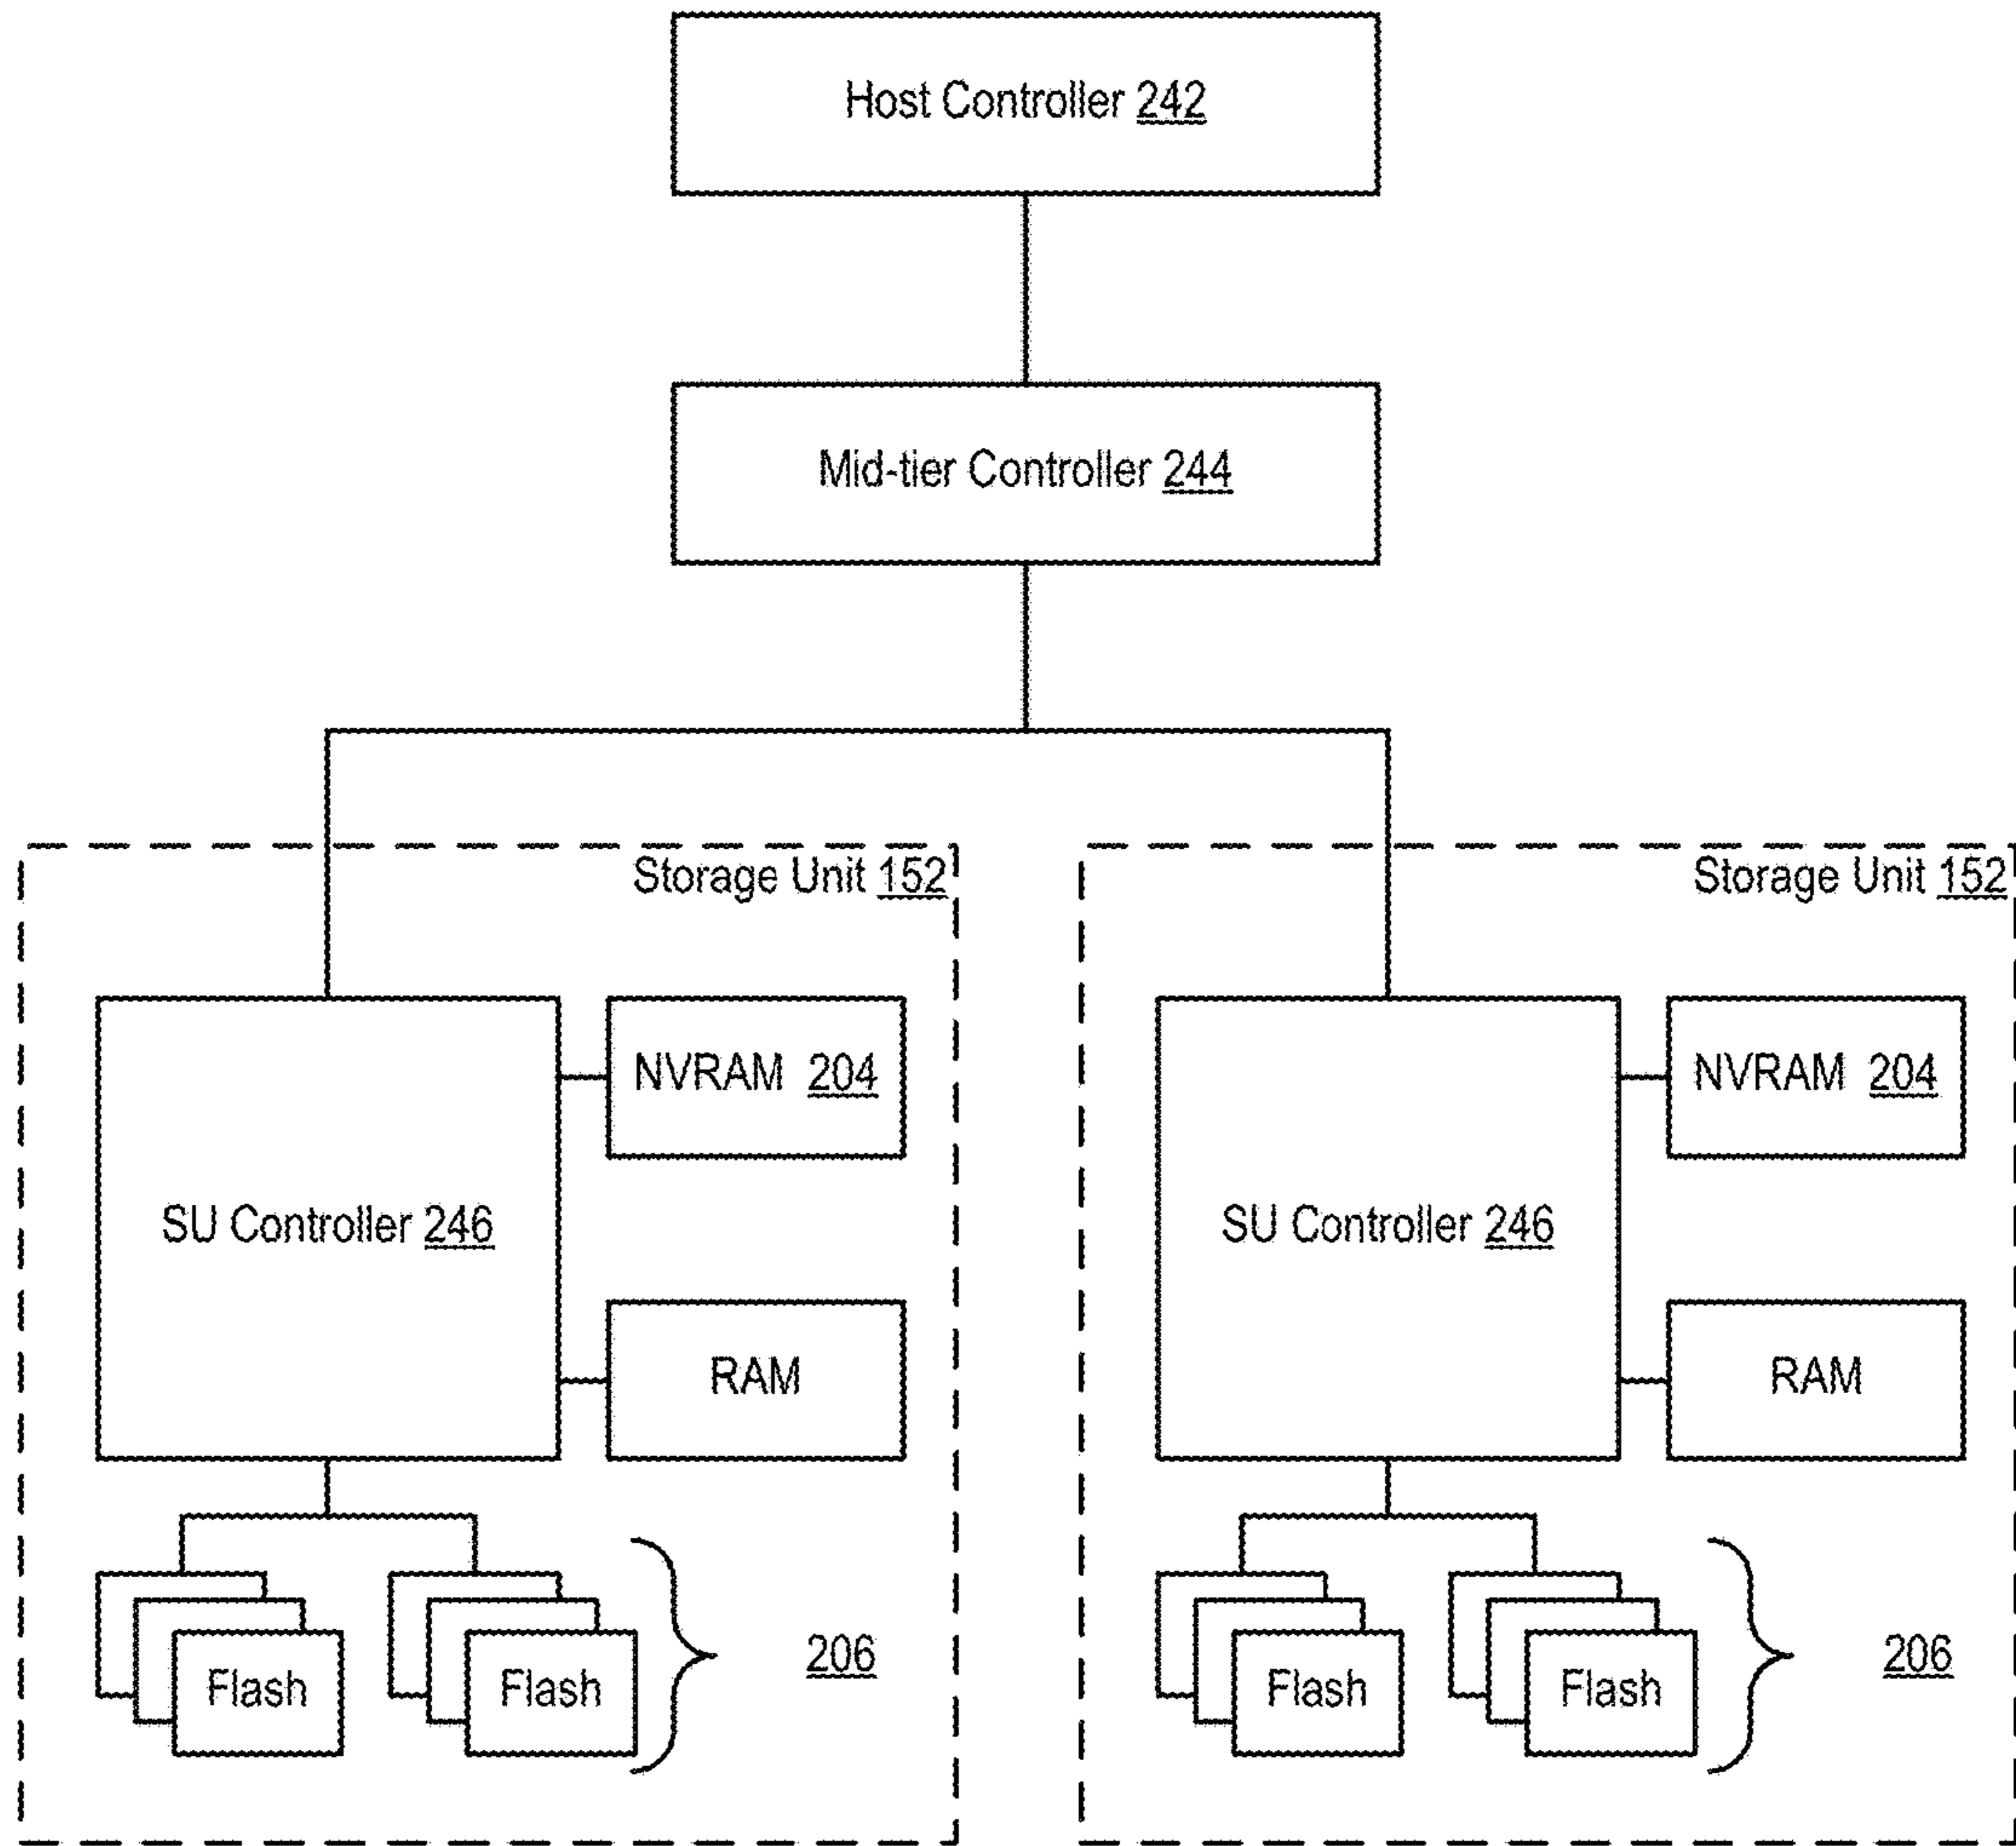 Host Controller 242
Mid-tier Controller 244
Storage Unit 152
Storage Unit 152
NVRAM 204
NVRAM 204
SU Controller 246
SU Controller 246
RAM
RAM
Flash
Flash
206
Flash
Flash
206